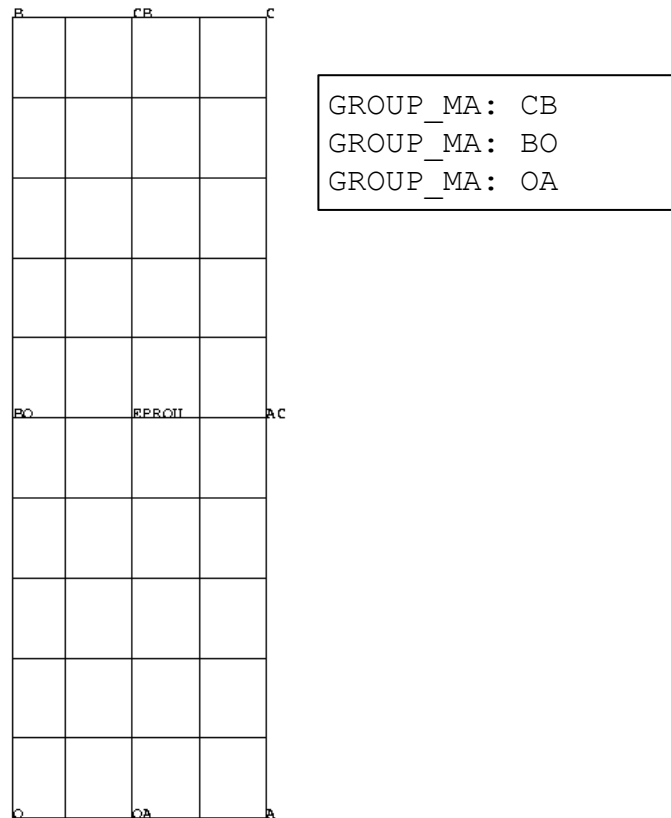 B CB C
GROUP_MA: CB
GROUP_MA: BO
GROUP_MA: OA
BO EPROU AC
O OA A